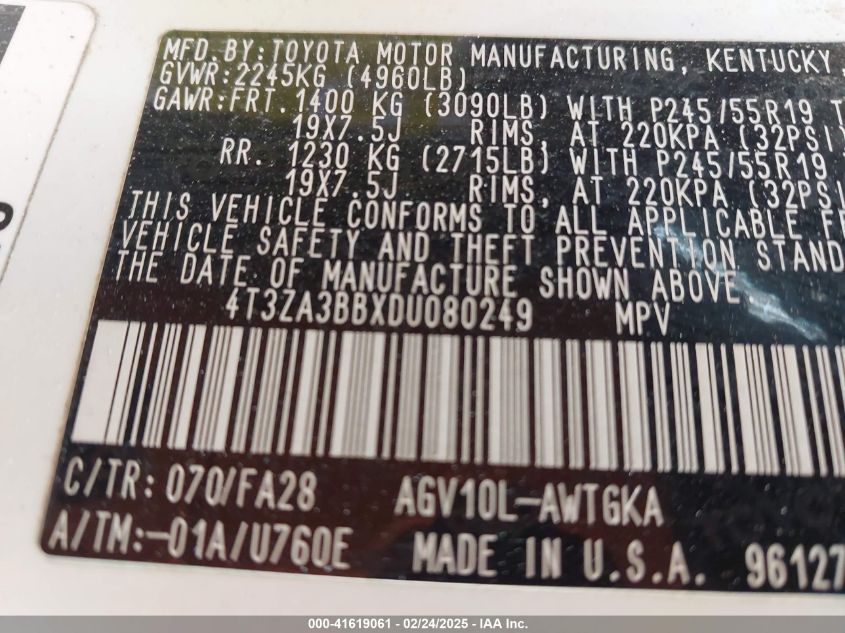 MFD. BY: TOYOTA MOTOR MANUFACTURING, KENTUCKY,
GVWR: 2245KG (4960LB)
GAWR: FRT. 1400 KG (3090LB) WITH P245/55R19 T
19X7.5J RIMS, AT 220KPA (32PSI)
RR. 1230 KG (2715LB) WITH P245/55R19 T
19X7.5J RIMS, AT 220KPA (32PSI
THIS VEHICLE CONFORMS TO ALL APPLICABLE FE
VEHICLE SAFETY AND THEFT PREVENTION STAND
THE DATE OF MANUFACTURE SHOWN ABOVE.
4T3ZA3BBXDU080249 MPV
C/TR: 070/FA28 AGV10L-AWTGKA
A/TM: -01A/U760E MADE IN U.S.A. 96127
000-41619061 - 02/24/2025 - IAA Inc.